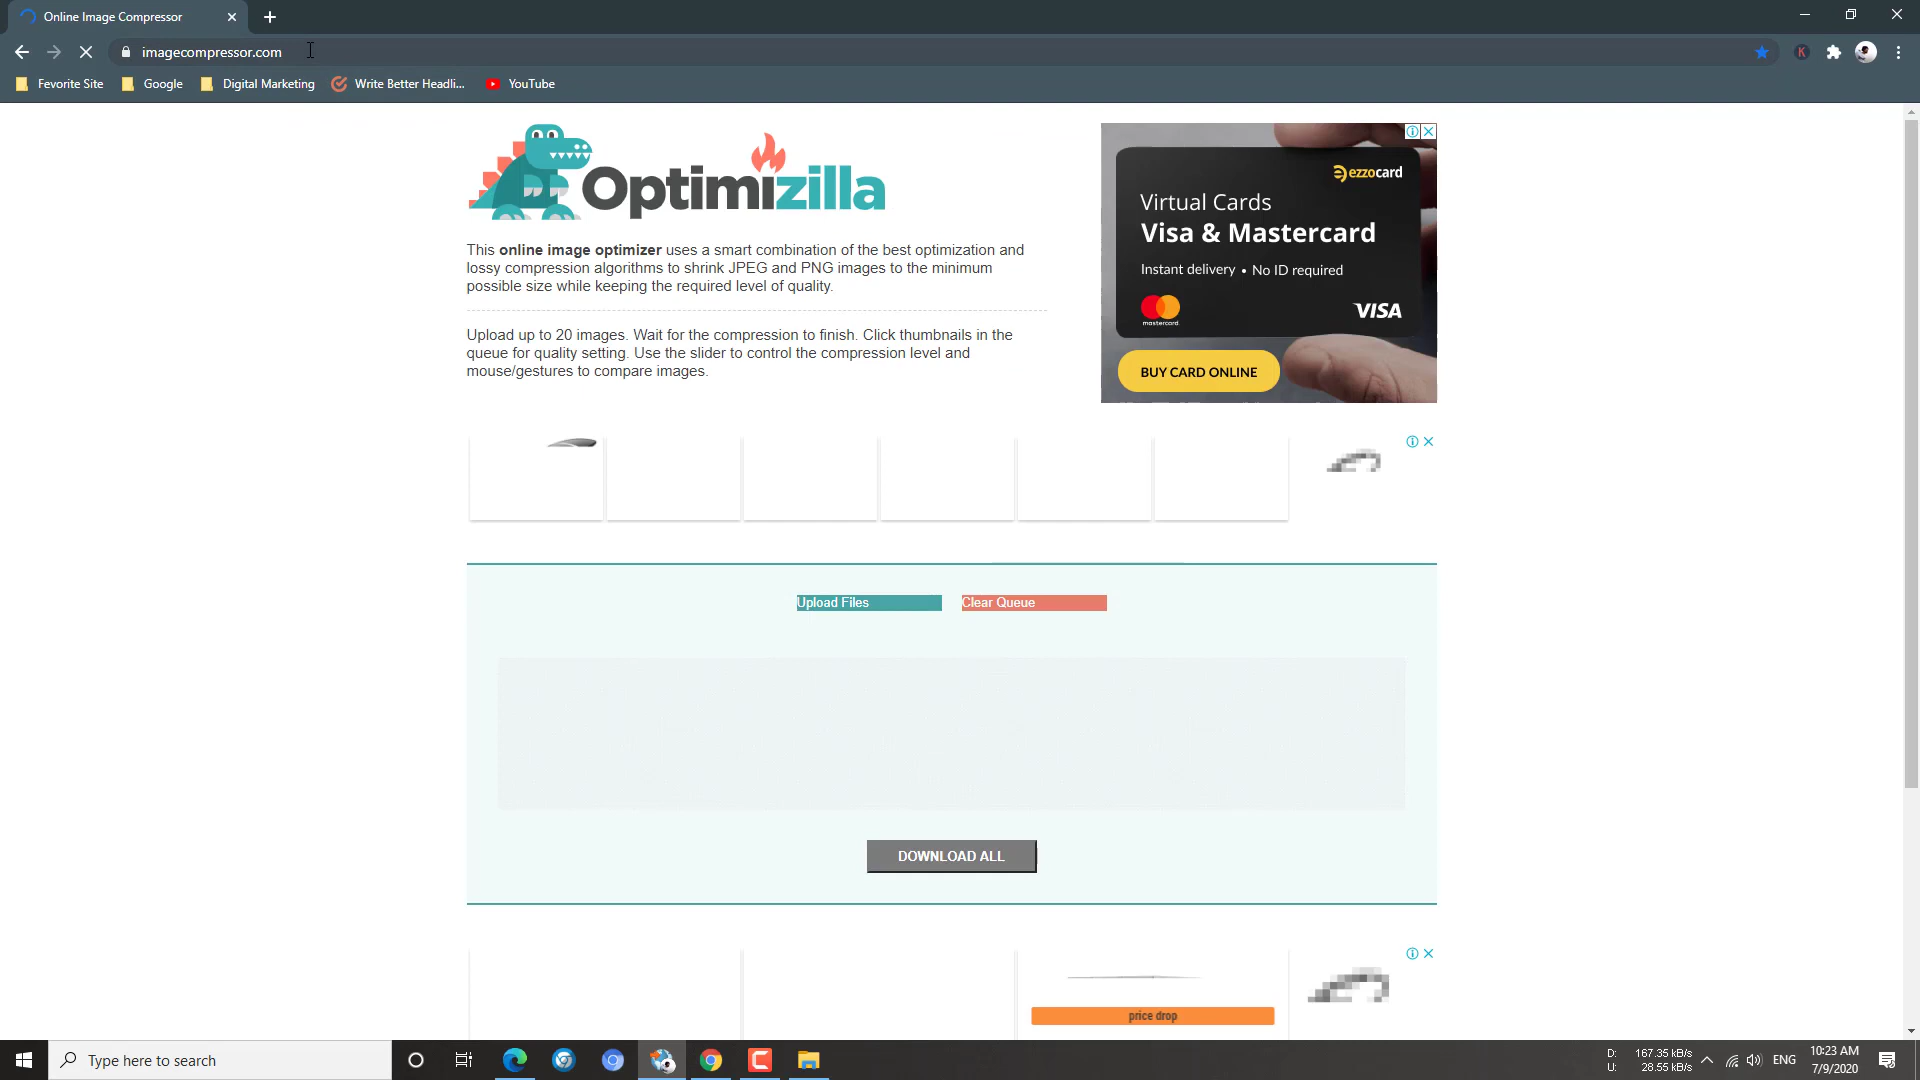 Online Image Compressor
imagecompressor.com
K
Fevorite Site
Google
Digital Marketing
Write Better Headli...
YouTube
Optimizilla
This online image optimizer uses a smart combination of the best optimization and
lossy compression algorithms to shrink JPEG and PNG images to the minimum
possible size while keeping the required level of quality.
Upload up to 20 images. Wait for the compression to finish. Click thumbnails in the
queue for quality setting. Use the slider to control the compression level and
mouse/gestures to compare images.
ezzocard
Virtual Cards
Visa & Mastercard
Instant delivery • No ID required
mastercard.
VISA
BUY CARD ONLINE
Upload Files
Clear Queue
DOWNLOAD ALL
price drop
Type here to search
D: 167.35 kB/s
U: 28.55 kB/s
ENG
10:23 AM
7/9/2020